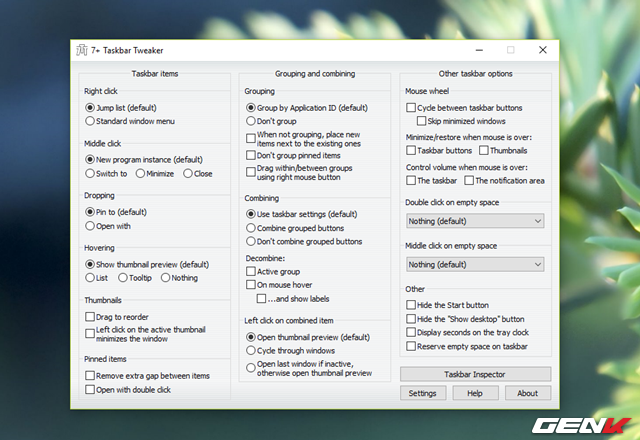 7+ Taskbar Tweaker
Taskbar items
Right click
Jump list (default)
Standard window menu
Middle click
New program instance (default)
Switch to Minimize Close
Dropping
Pin to (default)
Open with
Hovering
Show thumbnail preview (default)
List Tooltip Nothing
Thumbnails
Drag to reorder
Left click on the active thumbnail
minimizes the window
Pinned items
Remove extra gap between items
Open with double click
Grouping and combining
Grouping
Group by Application ID (default)
Don't group
When not grouping, place new
items next to the existing ones
Don't group pinned items
Drag within/between groups
using right mouse button
Combining
Use taskbar settings (default)
Combine grouped buttons
Don't combine grouped buttons
Decombine:
Active group
On mouse hover
...and show labels
Left click on combined item
Open thumbnail preview (default)
Cycle through windows
Open last window if inactive,
otherwise open thumbnail preview
Other taskbar options
Mouse wheel
Cycle between taskbar buttons
Skip minimized windows
Minimize/restore when mouse is over:
Taskbar buttons Thumbnails
Control volume when mouse is over:
The taskbar The notification area
Double click on empty space
Nothing (default)
Middle click on empty space
Nothing (default)
Other
Hide the Start button
Hide the "Show desktop" button
Display seconds on the tray clock
Reserve empty space on taskbar
Taskbar Inspector
Settings Help About
GENK